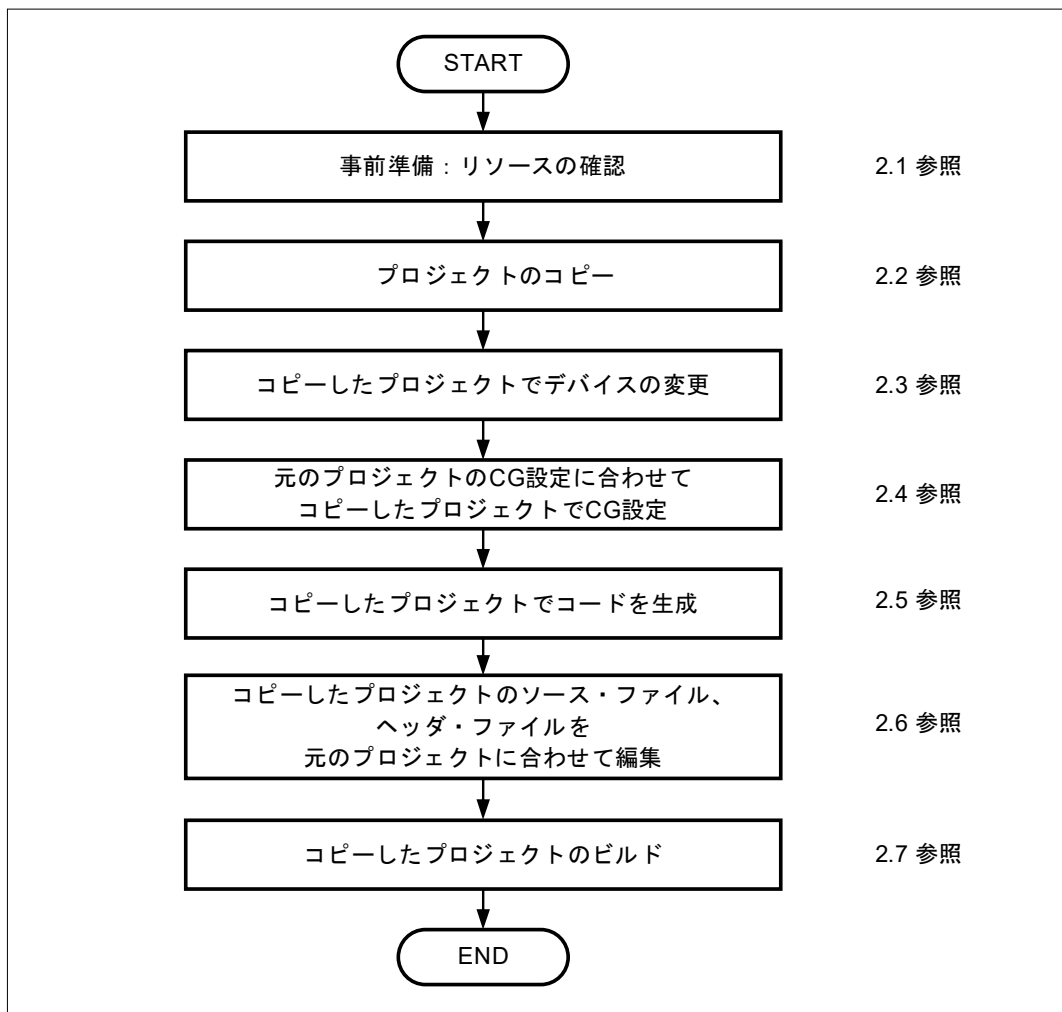 START
事前準備：リソースの確認
2.1 参照
プロジェクトのコピー
2.2 参照
コピーしたプロジェクトでデバイスの変更
2.3 参照
元のプロジェクトのCG設定に合わせて
コピーしたプロジェクトでCG設定
2.4 参照
コピーしたプロジェクトでコードを生成
2.5 参照
コピーしたプロジェクトのソース・ファイル、
ヘッダ・ファイルを
元のプロジェクトに合わせて編集
2.6 参照
コピーしたプロジェクトのビルド
2.7 参照
END